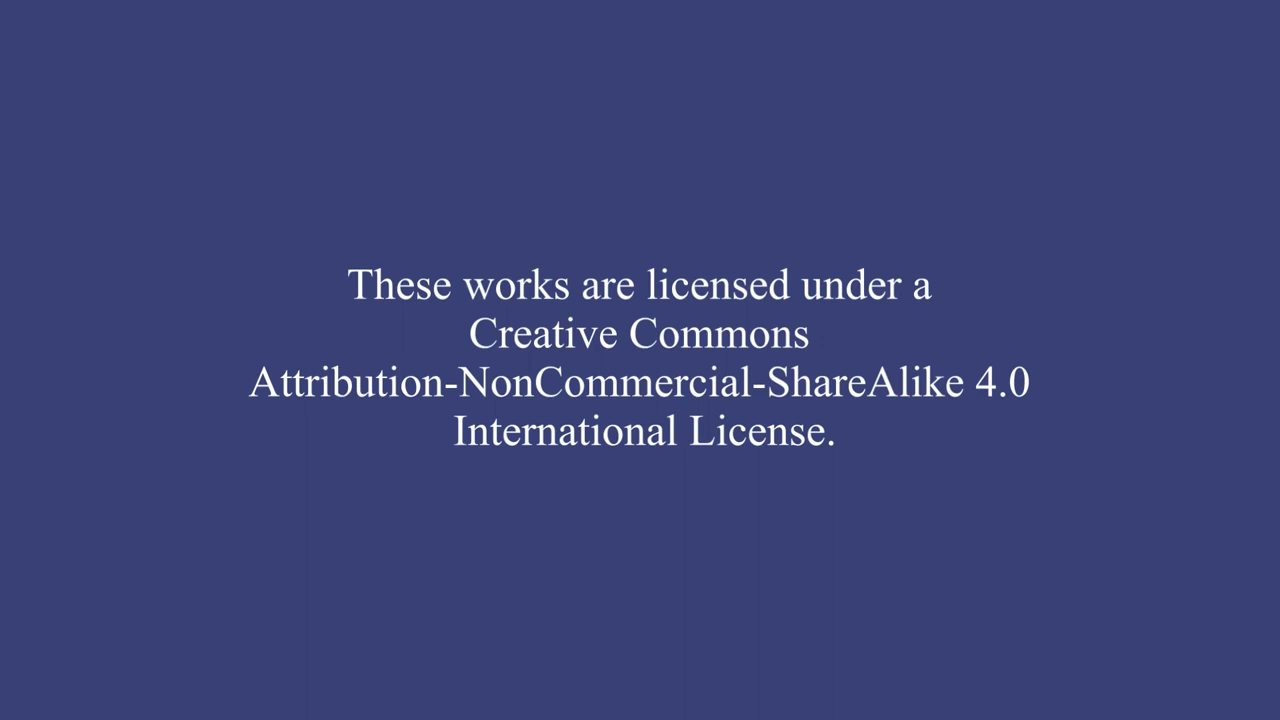 These works are licensed under a
Creative Commons
Attribution-NonCommercial-ShareAlike 4.0
International License.